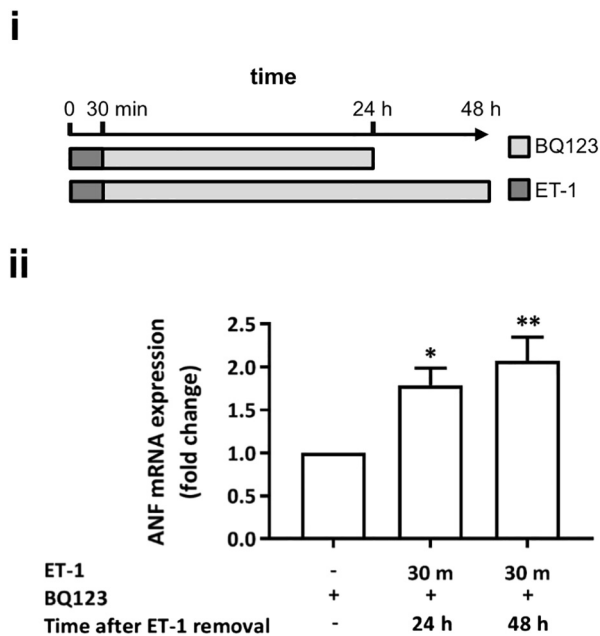 i
time
0 30 min 24 h 48 h
BQ123
ET-1
ii
ANF mRNA expression
(fold change)
2.5
2.0
1.5
1.0
0.5
0.0
* **
ET-1 - 30 m 30 m
BQ123 + + +
Time after ET-1 removal - 24 h 48 h